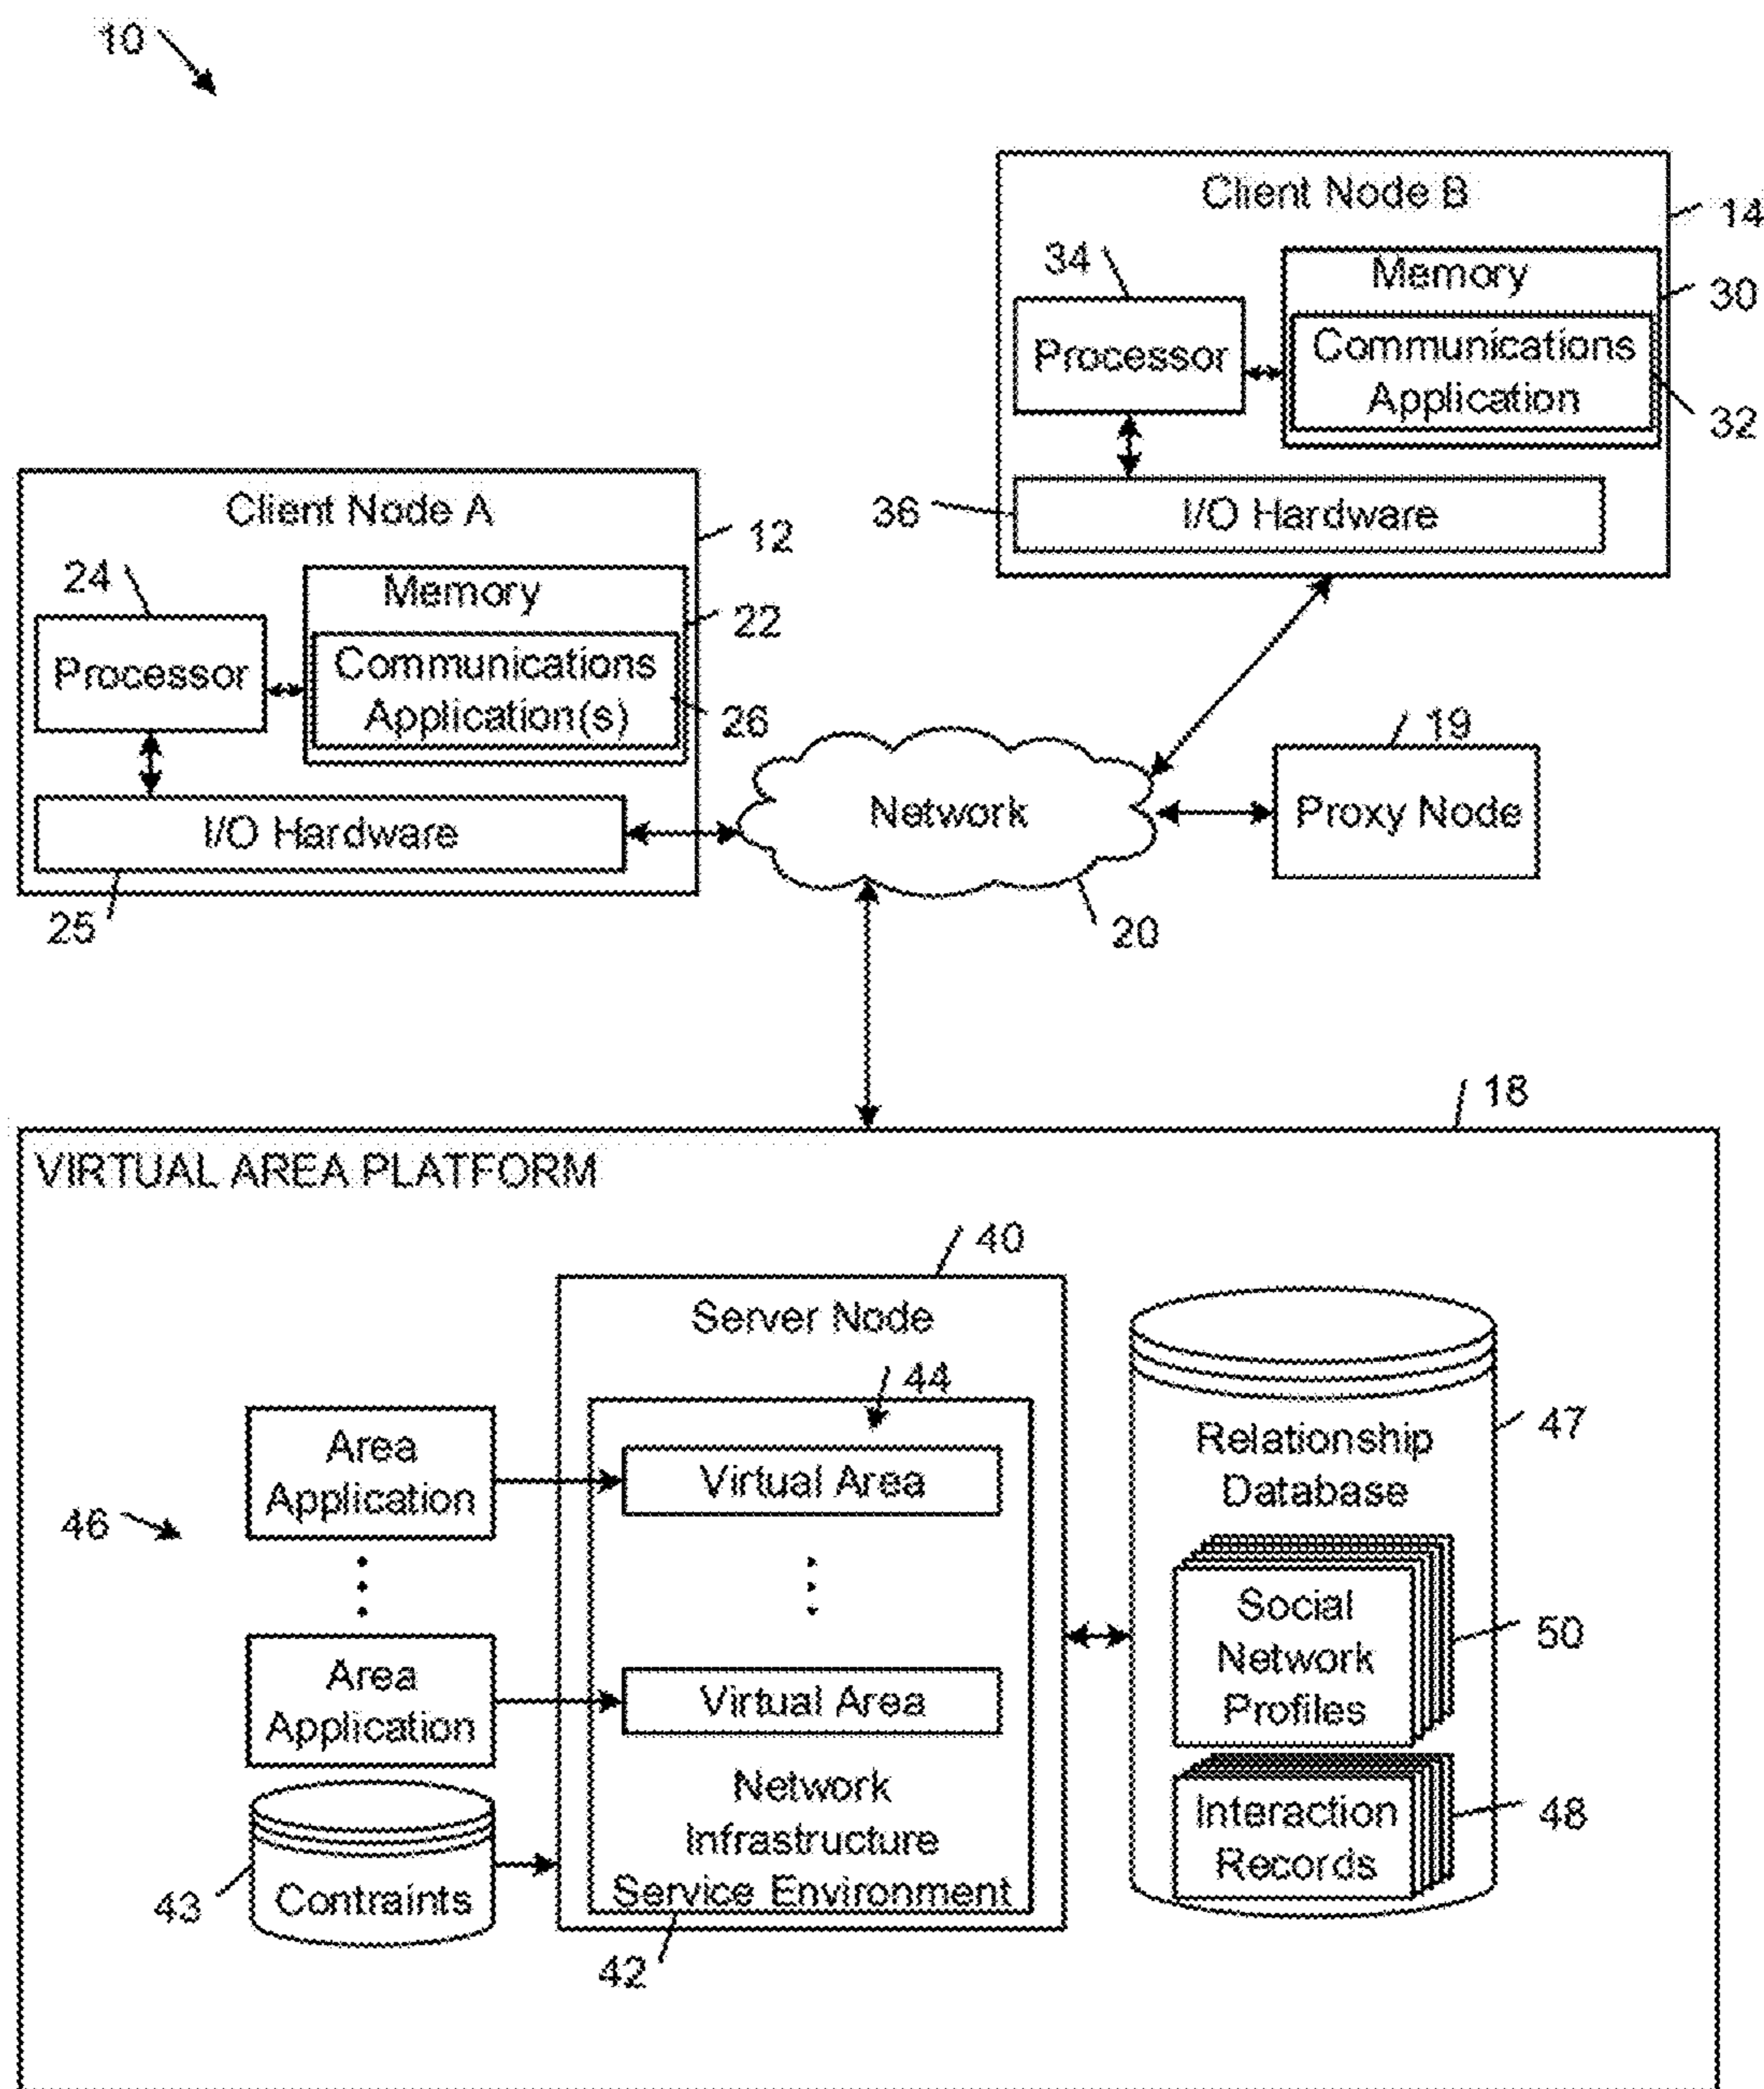 10
Client Node B
14
34
Memory
30
Processor
Communications
Application
32
36
I/O Hardware
Client Node A
12
24
Memory
22
Processor
Communications
Application(s)
26
I/O Hardware
25
Network
20
19
Proxy Node
18
VIRTUAL AREA PLATFORM
40
Server Node
44
Area
Application
Virtual Area
46
Area
Application
Virtual Area
Network
Infrastructure
Service Environment
42
43
Contraints
Relationship
Database
47
Social
Network
Profiles
50
Interaction
Records
48